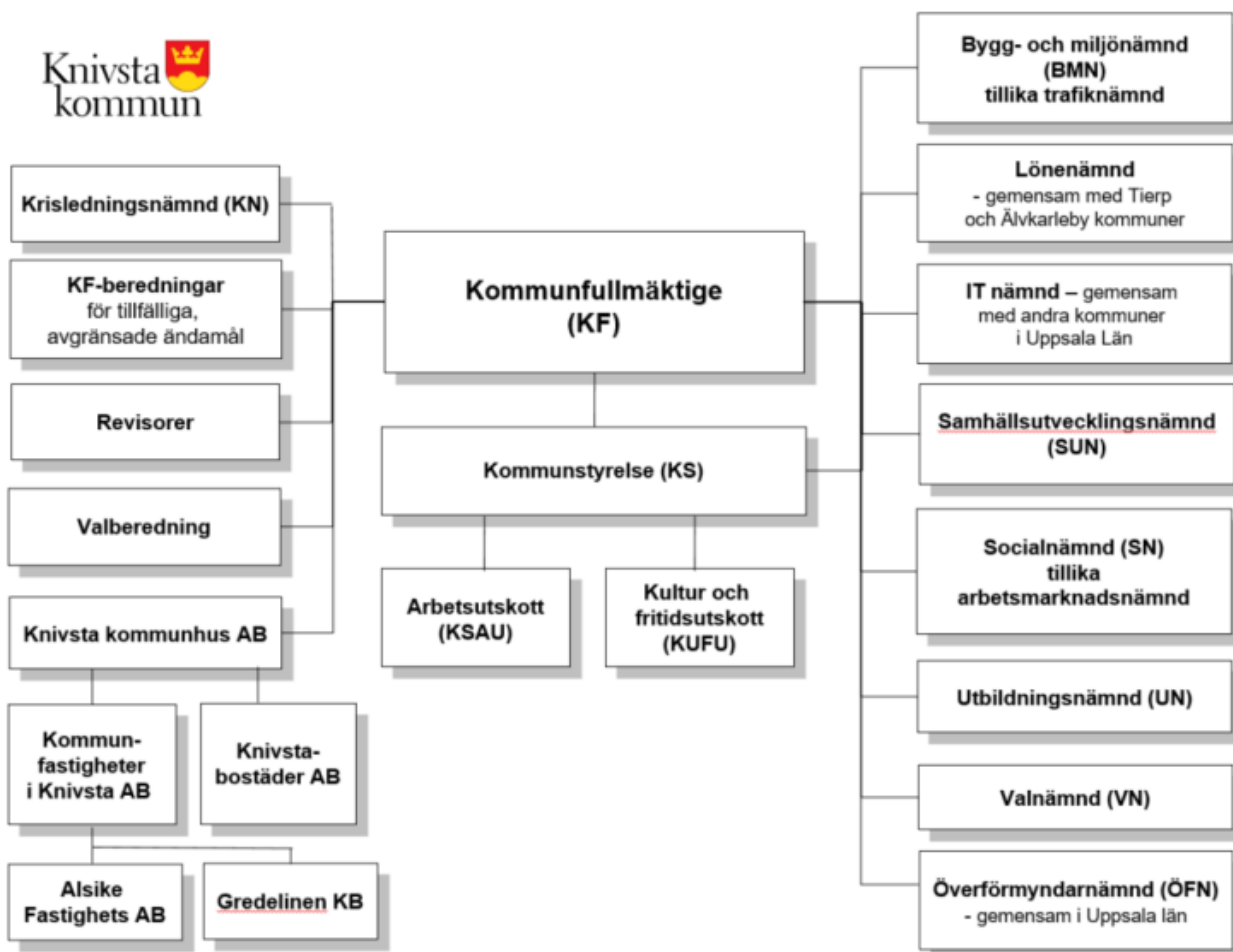 Knivsta
kommun
Krisledningsnämnd (KN)
KF-beredningar
för tillfälliga,
avgränsade ändamål
Revisorer
Valberedning
Knivsta kommunhus AB
Kommun-
fastigheter
i Knivsta AB
Knivsta-
bostäder AB
Alsike
Fastighets AB
Gredelinen KB
Kommunfullmäktige
(KF)
Kommunstyrelse (KS)
Arbetsutskott
(KSAU)
Kultur och
fritidsutskott
(KUFU)
Bygg- och miljönämnd
(BMN)
tillika trafiknämnd
Lönenämnd
- gemensam med Tierp
och Älvkarleby kommuner
IT nämnd – gemensam
med andra kommuner
i Uppsala Län
Samhällsutvecklingsnämnd
(SUN)
Socialnämnd (SN)
tillika
arbetsmarknadsnämnd
Utbildningsnämnd (UN)
Valnämnd (VN)
Överförmyndarnämnd (ÖFN)
- gemensam i Uppsala län